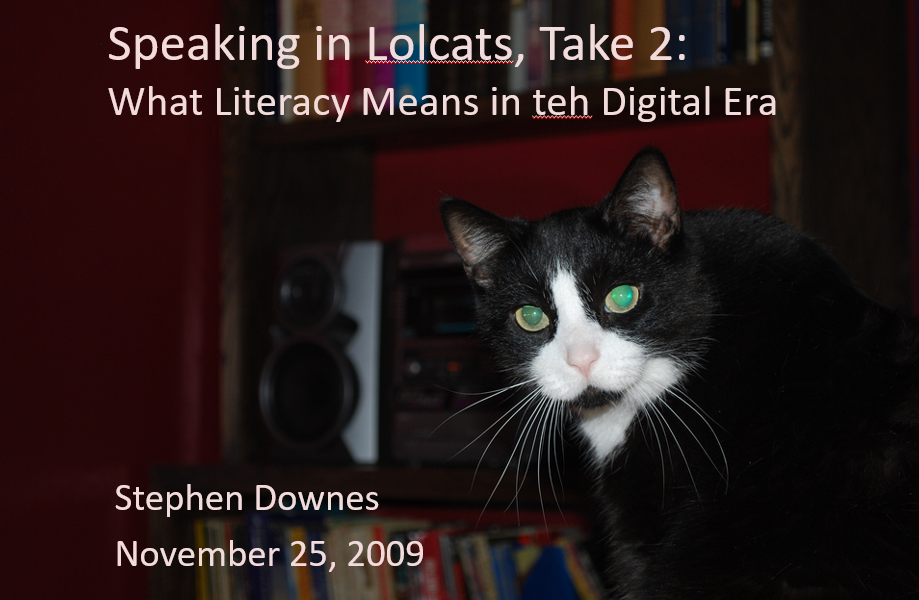 Speaking in Lolcats, Take 2:
What Literacy Means in teh Digital Era
Stephen Downes
November 25, 2009